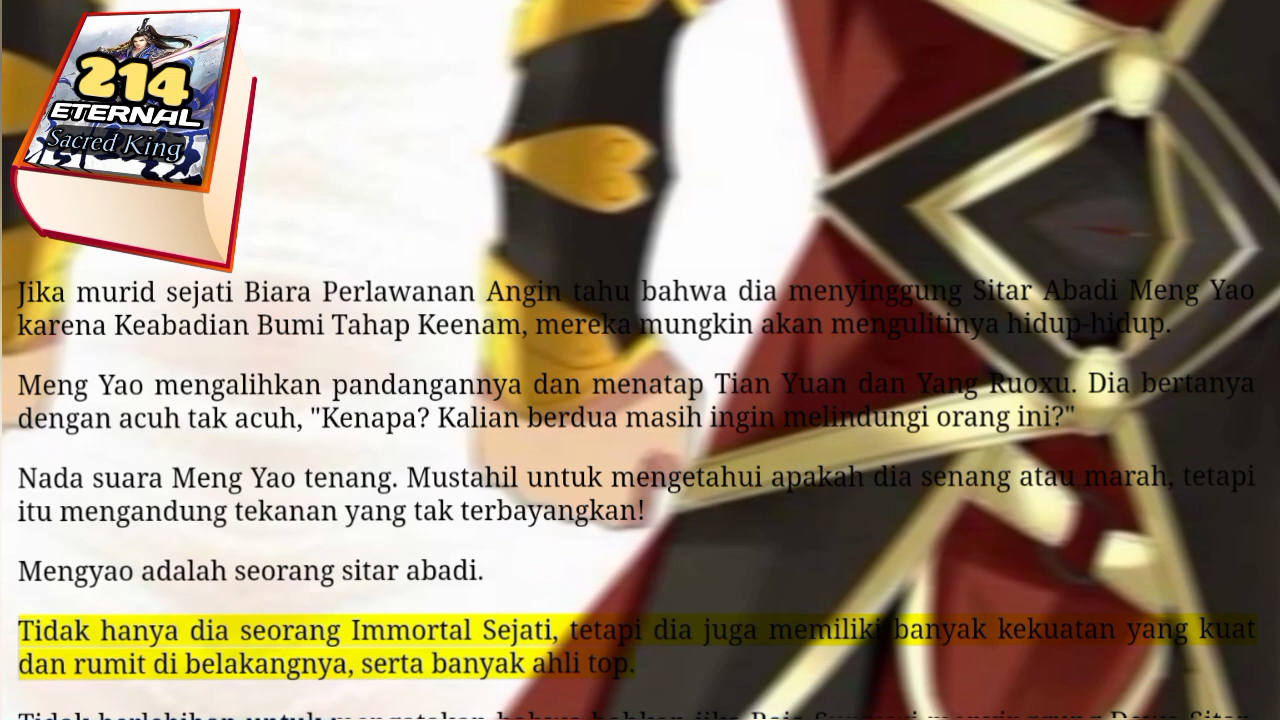 214
ETERNAL
Sacred King
Jika murid sejati Biara Perlawanan Angin tahu bahwa dia menyinggung Sitar Abadi Meng Yao
karena Keabadian Bumi Tahap Keenam, mereka mungkin akan mengulitinya hidup-hidup.
Meng Yao mengalihkan pandangannya dan menatap Tian Yuan dan Yang Ruoxu. Dia bertanya
dengan acuh tak acuh, "Kenapa? Kalian berdua masih ingin melindungi orang ini?"
Nada suara Meng Yao tenang. Mustahil untuk mengetahui apakah dia senang atau marah, tetapi
itu mengandung tekanan yang tak terbayangkan!
Mengyao adalah seorang sitar abadi.
Tidak hanya dia seorang Immortal Sejati, tetapi dia juga memiliki banyak kekuatan yang kuat
dan rumit di belakangnya, serta banyak ahli top.